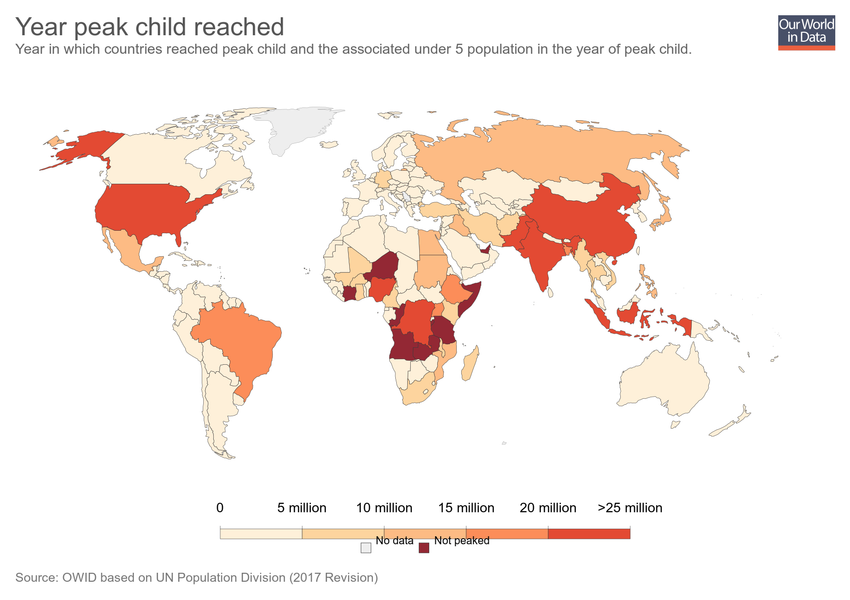 Year peak child reached
Year in which countries reached peak child and the associated under 5 population in the year of peak child.
Our World
in Data
0 5 million 10 million 15 million 20 million >25 million
No data Not peaked
Source: OWID based on UN Population Division (2017 Revision)